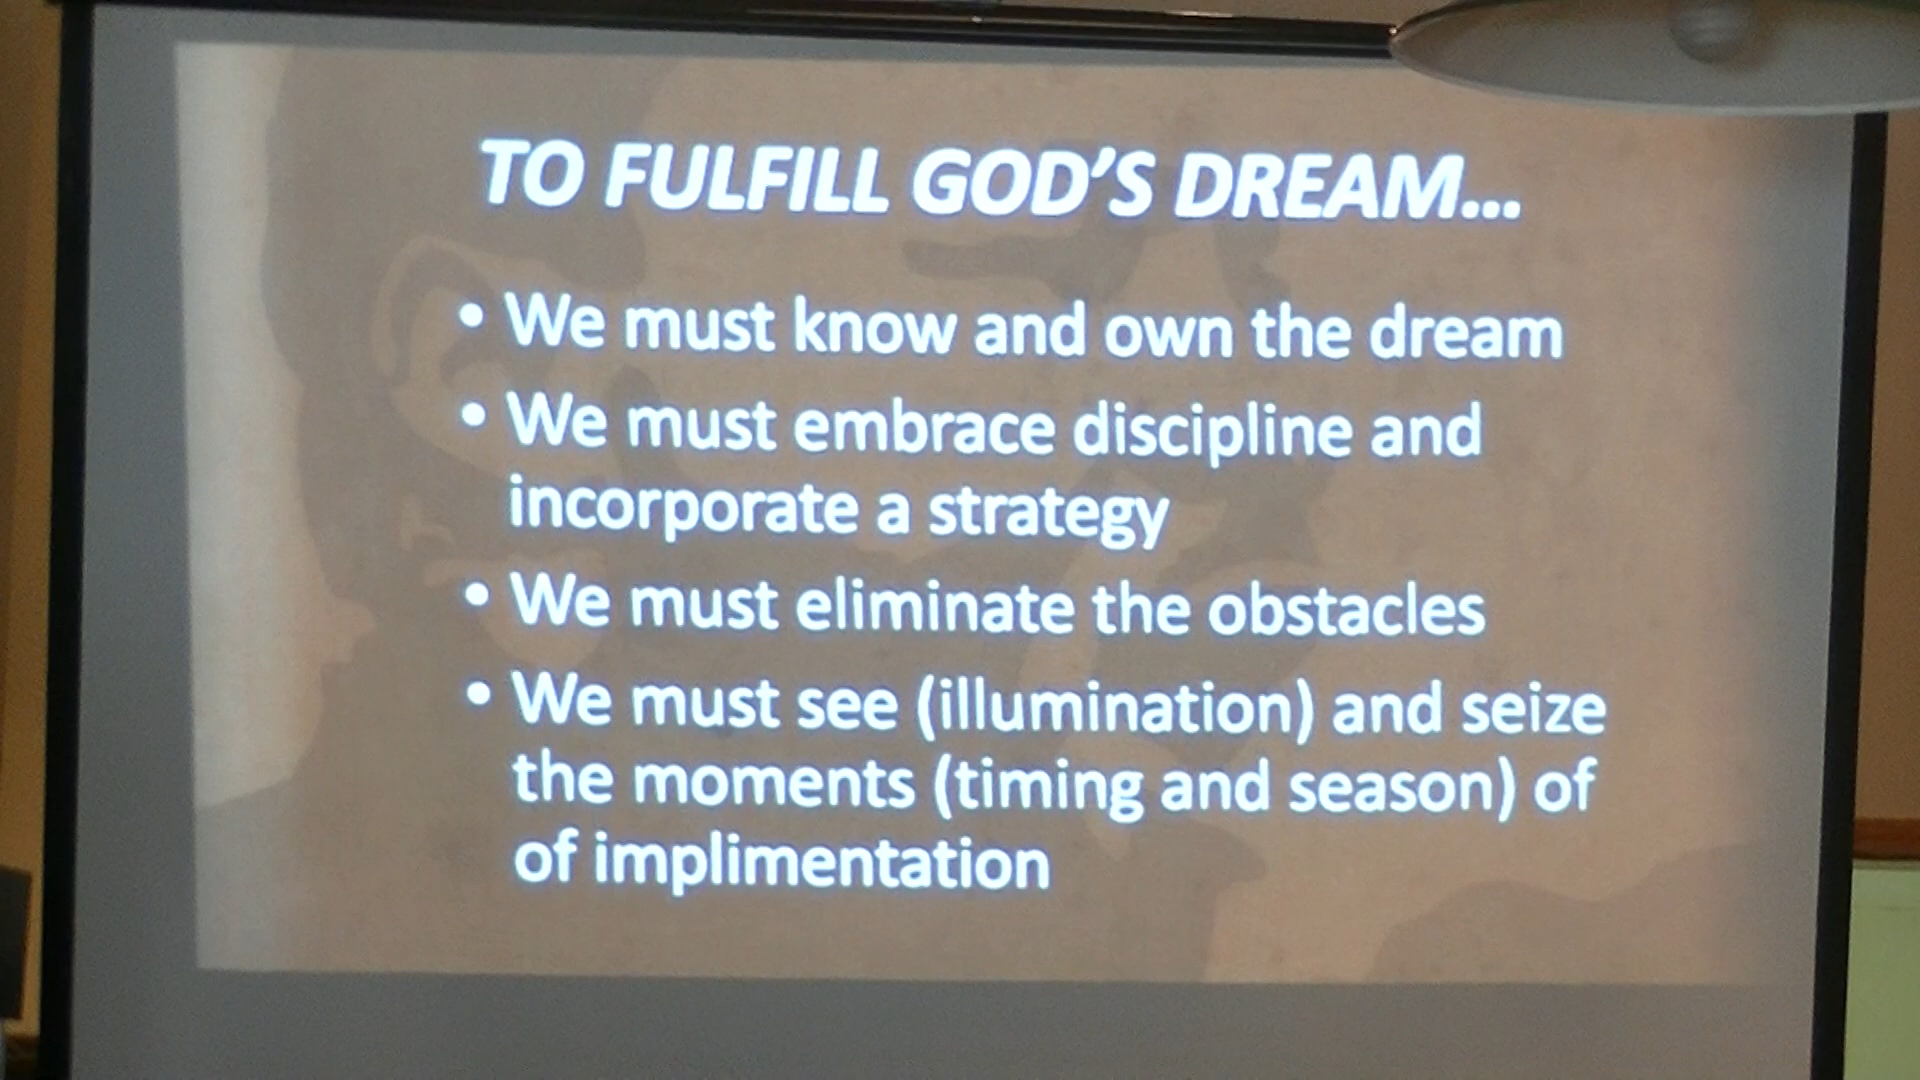 TO FULFILL GOD'S DREAM...
• We must know and own the dream
• We must embrace discipline and
incorporate a strategy
• We must eliminate the obstacles
• We must see (illumination) and seize
the moments (timing and season) of
of implimentation